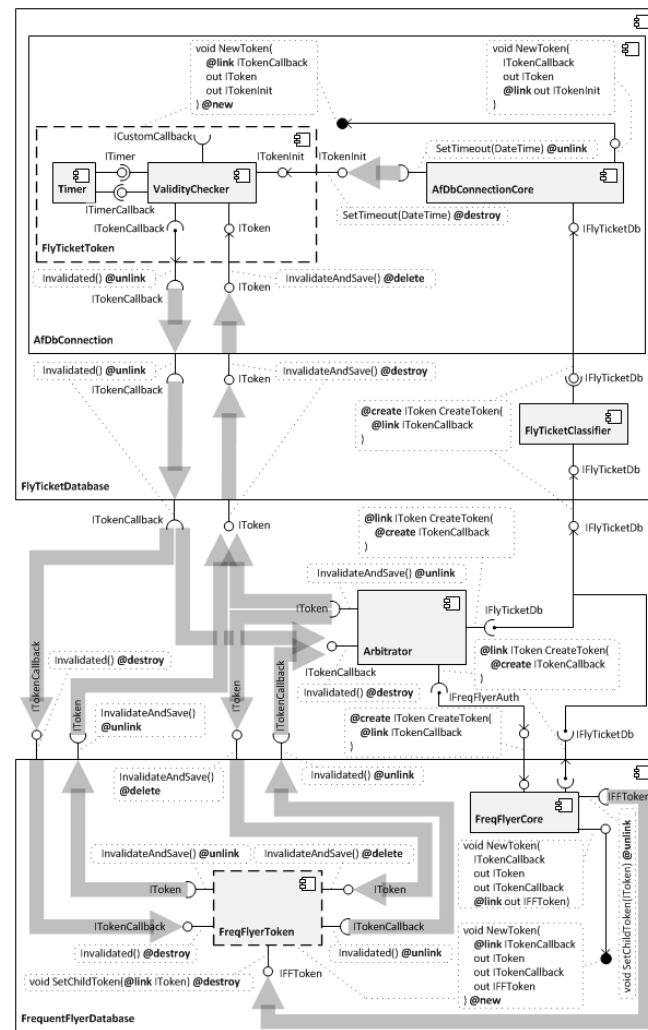 void NewToken(
@link ITokenCallback
out IToken
out ITokenInit
) @new
void NewToken(
ITokenCallback
out IToken
@link out ITokenInit
)
ICustomCallback
ITimer
ITokenInit
ITokenInit
SetTimeout(DateTime) @unlink
Timer
ValidityChecker
AfDbConnectionCore
ITimerCallback
ITokenCallback
IToken
SetTimeout(DateTime) @destroy
IFlyTicketDb
FlyTicketToken
Invalidated() @unlink
InvalidateAndSave() @delete
ITokenCallback
IToken
AfDbConnection
Invalidated() @unlink
InvalidateAndSave() @destroy
ITokenCallback
IToken
IFlyTicketDb
@create IToken CreateToken(
@link ITokenCallback
)
FlyTicketClassifier
IFlyTicketDb
FlyTicketDatabase
ITokenCallback
IToken
IFlyTicketDb
@link IToken CreateToken(
@create ITokenCallback
)
InvalidateAndSave() @unlink
IToken
IFlyTicketDb
Arbitrator
ITokenCallback
Invalidated() @destroy
@link IToken CreateToken(
@create ITokenCallback
)
ITokenCallback
Invalidated() @destroy
IToken
InvalidateAndSave()
@unlink
IToken
ITokenCallback
IFreqFlyerAuth
@create IToken CreateToken(
@link ITokenCallback
)
IFlyTicketDb
InvalidateAndSave()
@delete
Invalidated() @unlink
FreqFlyerCore
IFFToken
void SetChildToken(IToken) @unlink
void NewToken(
ITokenCallback
out IToken
out ITokenCallback
@link out IFFToken)
InvalidateAndSave() @unlink
InvalidateAndSave() @delete
IToken
IToken
ITokenCallback
FreqFlyerToken
ITokenCallback
Invalidated() @destroy
Invalidated() @unlink
void SetChildToken(@link IToken) @destroy
IFFToken
void NewToken(
@link ITokenCallback
out IToken
out ITokenCallback
out IFFToken
) @new
FrequentFlyerDatabase